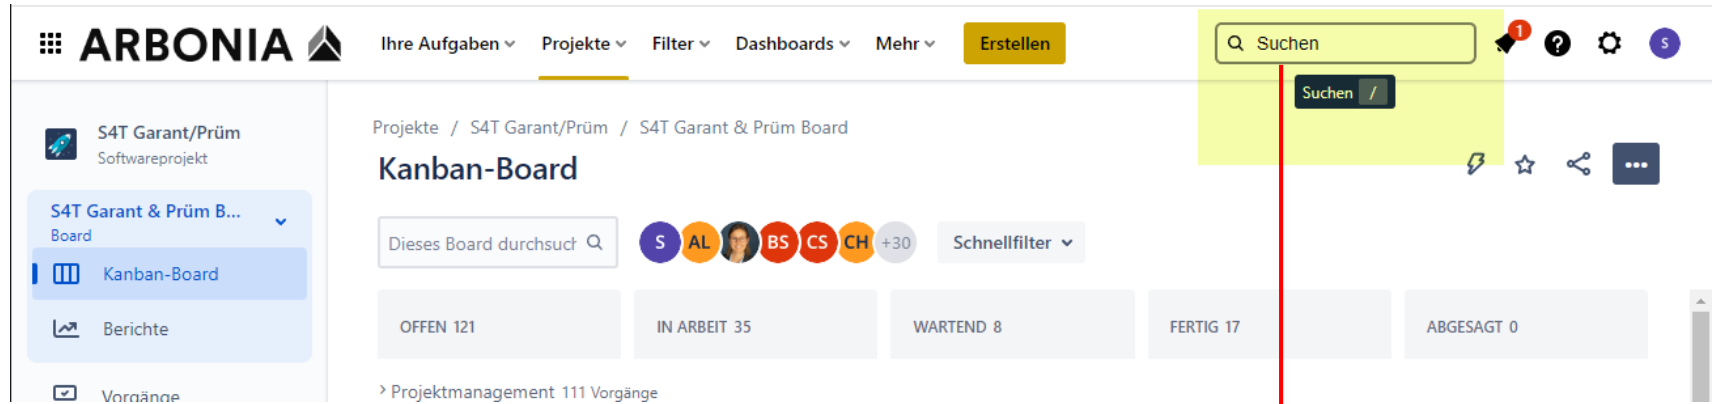 ARBONIA Ihre Aufgaben Projekte Filter Dashboards Mehr Erstellen Suchen 1 ? S
Suchen /
S4T Garant/Prüm
Softwareprojekt
Projekte / S4T Garant/Prüm / S4T Garant & Prüm Board
Kanban-Board
S4T Garant & Prüm B...
Board
Dieses Board durchsuch S AL BS CS CH +30 Schnellfilter
Kanban-Board
Berichte
OFFEN 121 IN ARBEIT 35 WARTEND 8 FERTIG 17 ABGESAGT 0
Vorgänge
Projektmanagement 111 Vorgänge